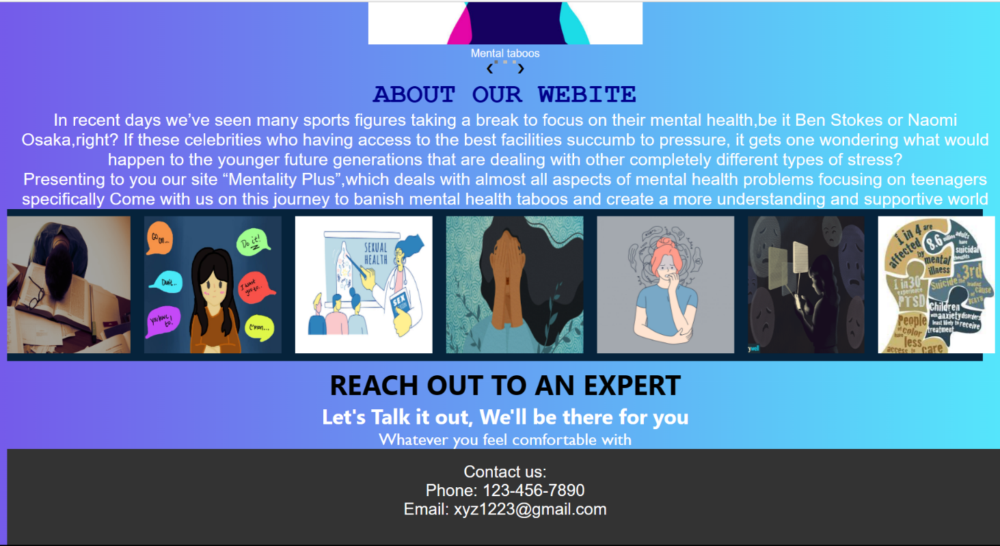 Mental taboos
❮ ❯
ABOUT OUR WEBITE
In recent days we’ve seen many sports figures taking a break to focus on their mental health,be it Ben Stokes or Naomi
Osaka,right? If these celebrities who having access to the best facilities succumb to pressure, it gets one wondering what would
happen to the younger future generations that are dealing with other completely different types of stress?
Presenting to you our site “Mentality Plus”,which deals with almost all aspects of mental health problems focusing on teenagers
specifically Come with us on this journey to banish mental health taboos and create a more understanding and supportive world
Go on...
Do it!
Don't..
I want
you to..
You have
to!
C'mon...
SEXUAL
HEALTH
SEX
ywell
1 in 4 are
affected
by
mental
illness
8.6 million adults
have
suicidal
thoughts
1 in 30
experience
PTSD
Suicide is the 3rd
leading
cause
of
DEATH
Children
with anxiety disorders
least likely to receive
treatment
People
of color
have
less
access to
care
REACH OUT TO AN EXPERT
Let's Talk it out, We'll be there for you
Whatever you feel comfortable with
Contact us:
Phone: 123-456-7890
Email: xyz1223@gmail.com